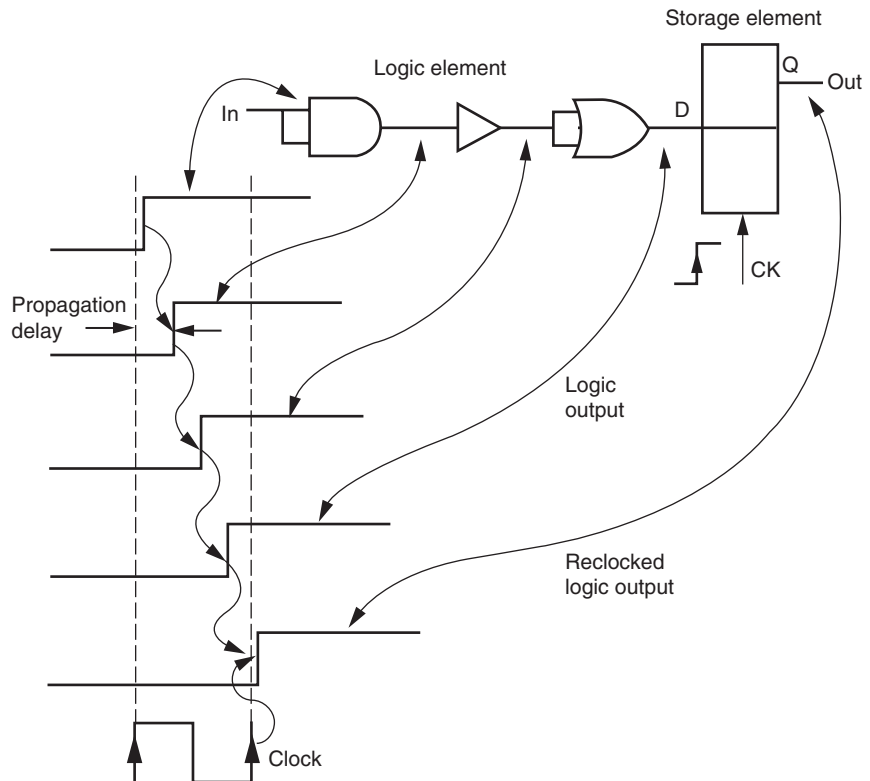 Storage element
Logic element
Q
Out
In
D
CK
Propagation
delay
Logic
output
Reclocked
logic output
Clock